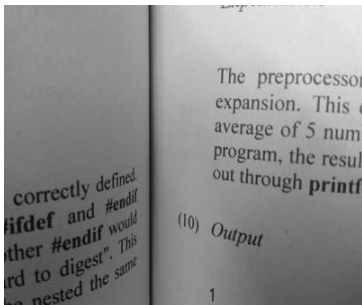 correctly defined.
#ifdef and #endif
other #endif would
rd to digest". This
be nested the same
The preprocessor
expansion. This
average of 5 num
program, the resul
out through printf
(10) Output
1